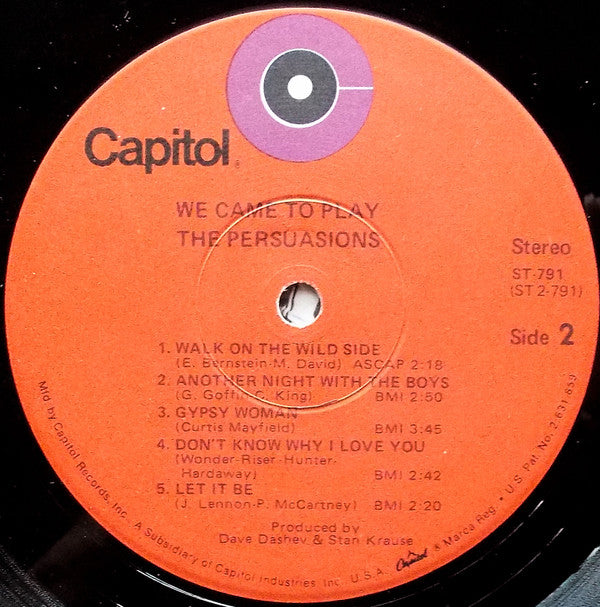 Capitol®
WE CAME TO PLAY
THE PERSUASIONS
Stereo
ST-791
(ST 2-791)
Side 2
1. WALK ON THE WILD SIDE
(E. Bernstein-M. David) ASCAP 2:18
2. ANOTHER NIGHT WITH THE BOYS
(G. Goffin-C. King) BMI 2:50
3. GYPSY WOMAN
(Curtis Mayfield) BMI 3:45
4. DON'T KNOW WHY I LOVE YOU
(Wonder-Riser-Hunter-
Hardaway) BMI 2:42
5. LET IT BE
(J. Lennon-P. McCartney) BMI 2:20
Produced by
Dave Dashev & Stan Krause
Mfd by Capitol Records, Inc. A Subsidiary of Capitol Industries Inc. U.S.A. Capitol ® Marca Reg. • U.S. Pat. No. 2,631,859